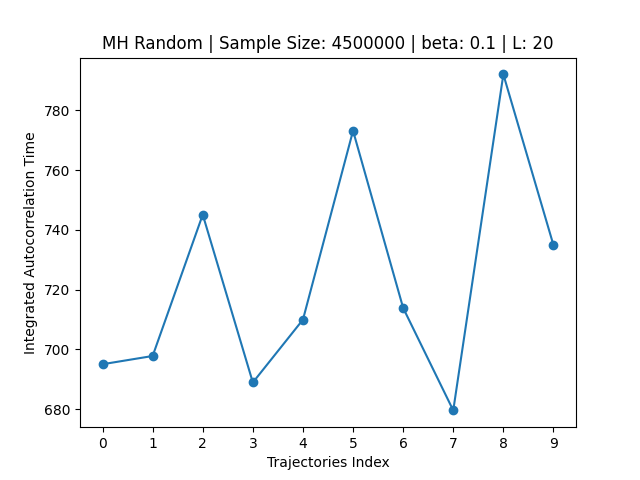 MH Random | Sample Size: 4500000 | beta: 0.1 | L: 20
Integrated Autocorrelation Time
780
760
740
720
700
680
0 1 2 3 4 5 6 7 8 9
Trajectories Index